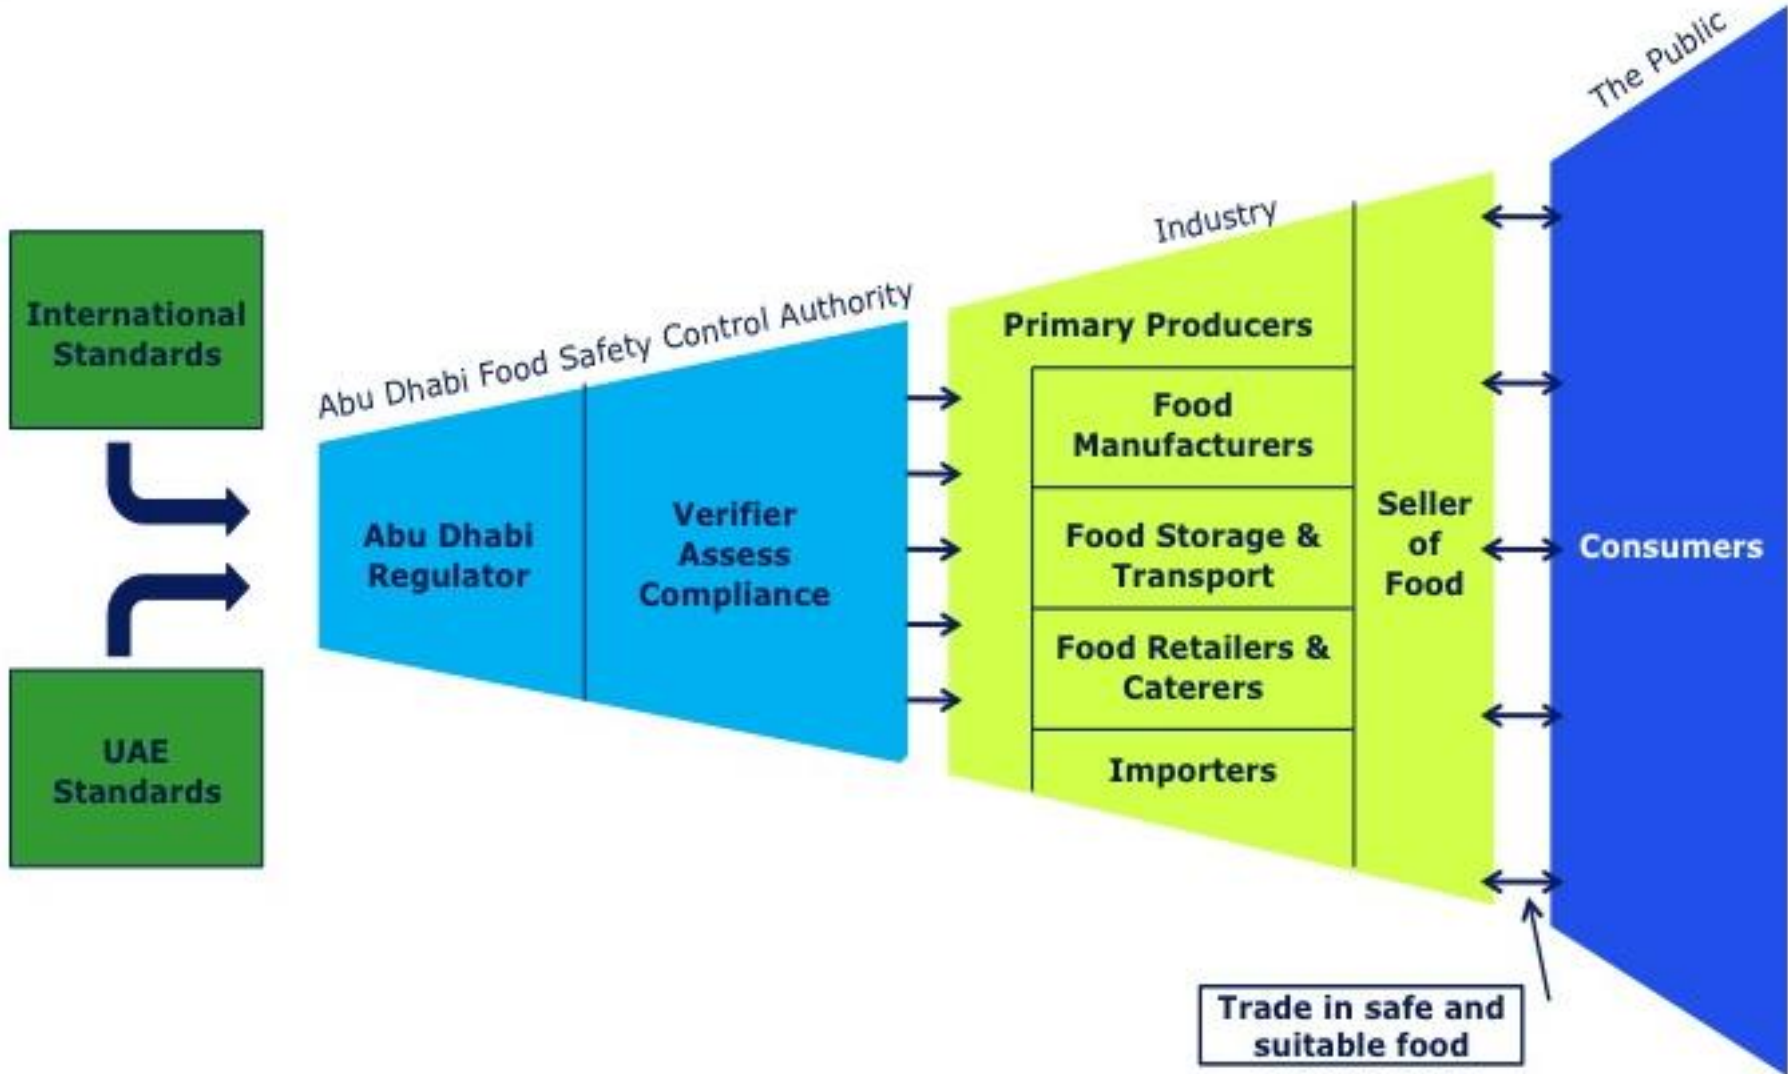 International
Standards
UAE
Standards
Abu Dhabi Food Safety Control Authority
Abu Dhabi
Regulator
Verifier
Assess
Compliance
Industry
Primary Producers
Food
Manufacturers
Food Storage &
Transport
Food Retailers &
Caterers
Importers
Seller
of
Food
The Public
Consumers
Trade in safe and
suitable food